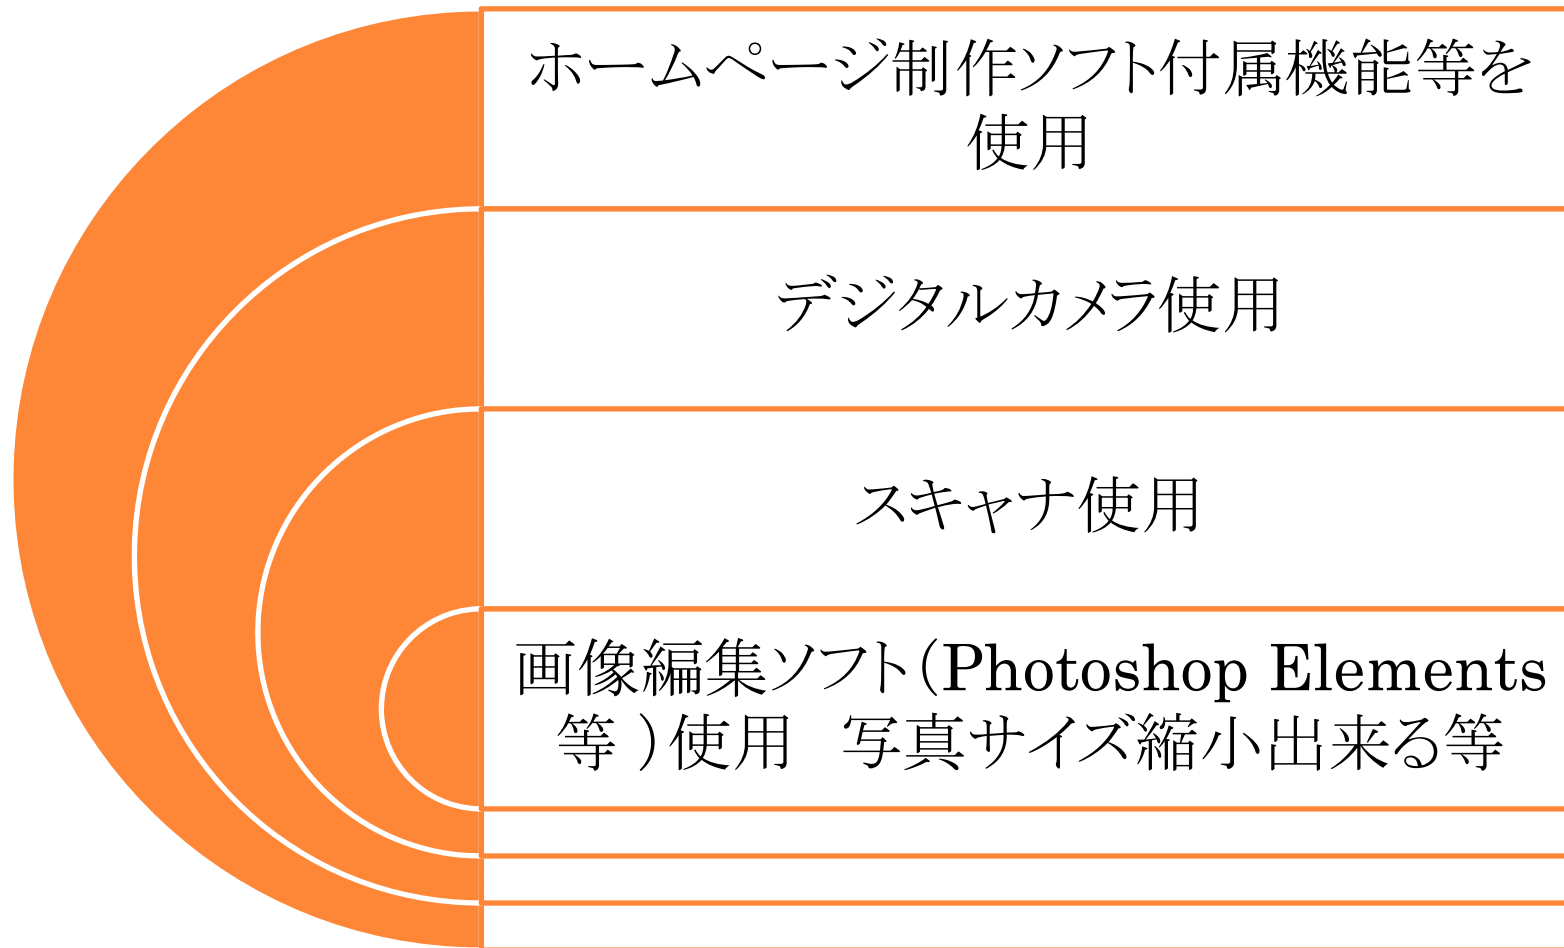 ホームページ制作ソフト付属機能等を
使用
デジタルカメラ使用
スキャナ使用
画像編集ソフト(Photoshop Elements
等 )使用　写真サイズ縮小出来る等